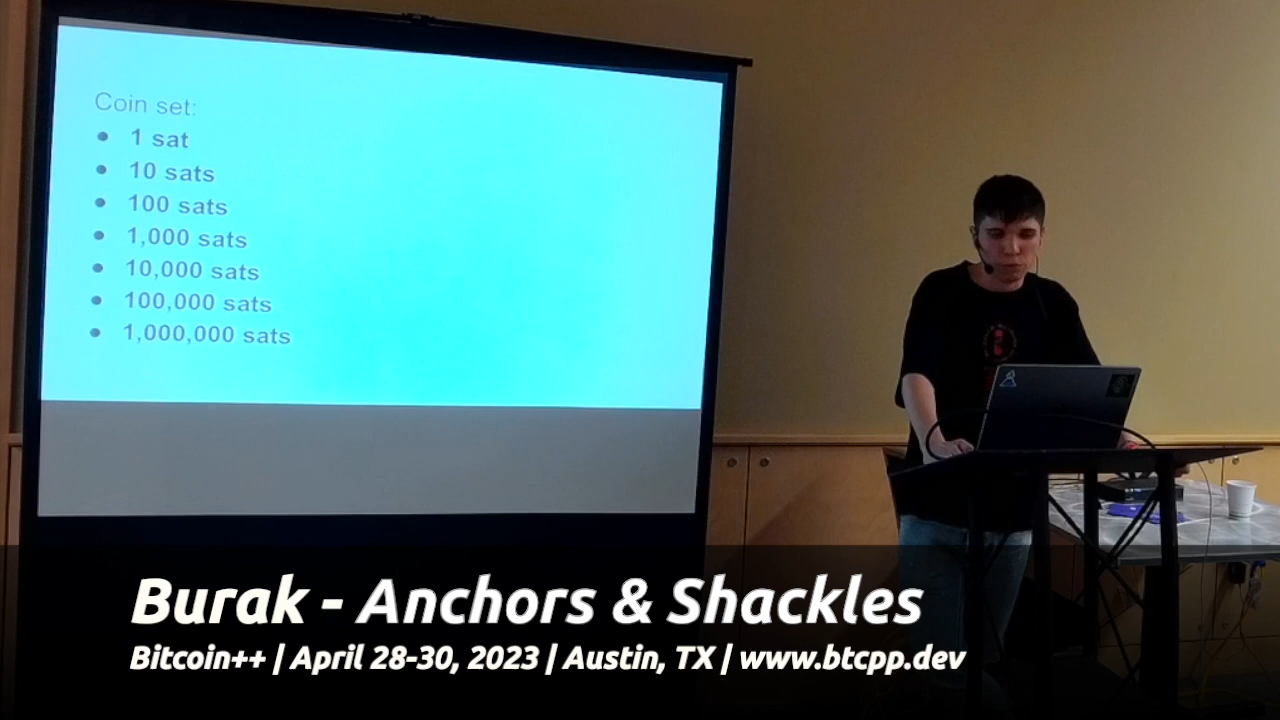 Coin set:
• 1 sat
• 10 sats
• 100 sats
• 1,000 sats
• 10,000 sats
• 100,000 sats
• 1,000,000 sats
Burak - Anchors & Shackles
Bitcoin++ | April 28-30, 2023 | Austin, TX | www.btcpp.dev